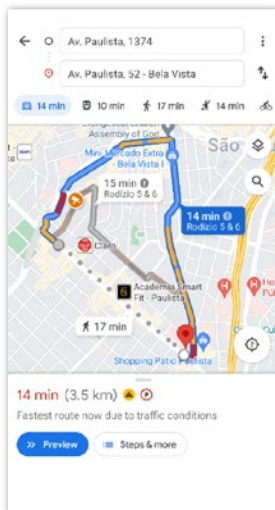 Av. Paulista, 1374
Av. Paulista, 52 - Bela Vista
14 min
10 min
17 min
14 min
Assembly of God
São
Mini Mercado Extra
- Bela Vista I
15 min
Rodízio 5 & 6
14 min
Rodízio 5 & 6
Claro
Academia Smart
Fit - Paulista
17 min
Shopping Pátio Paulista
14 min (3.5 km)
Fastest route now due to traffic conditions
Preview
Steps & more